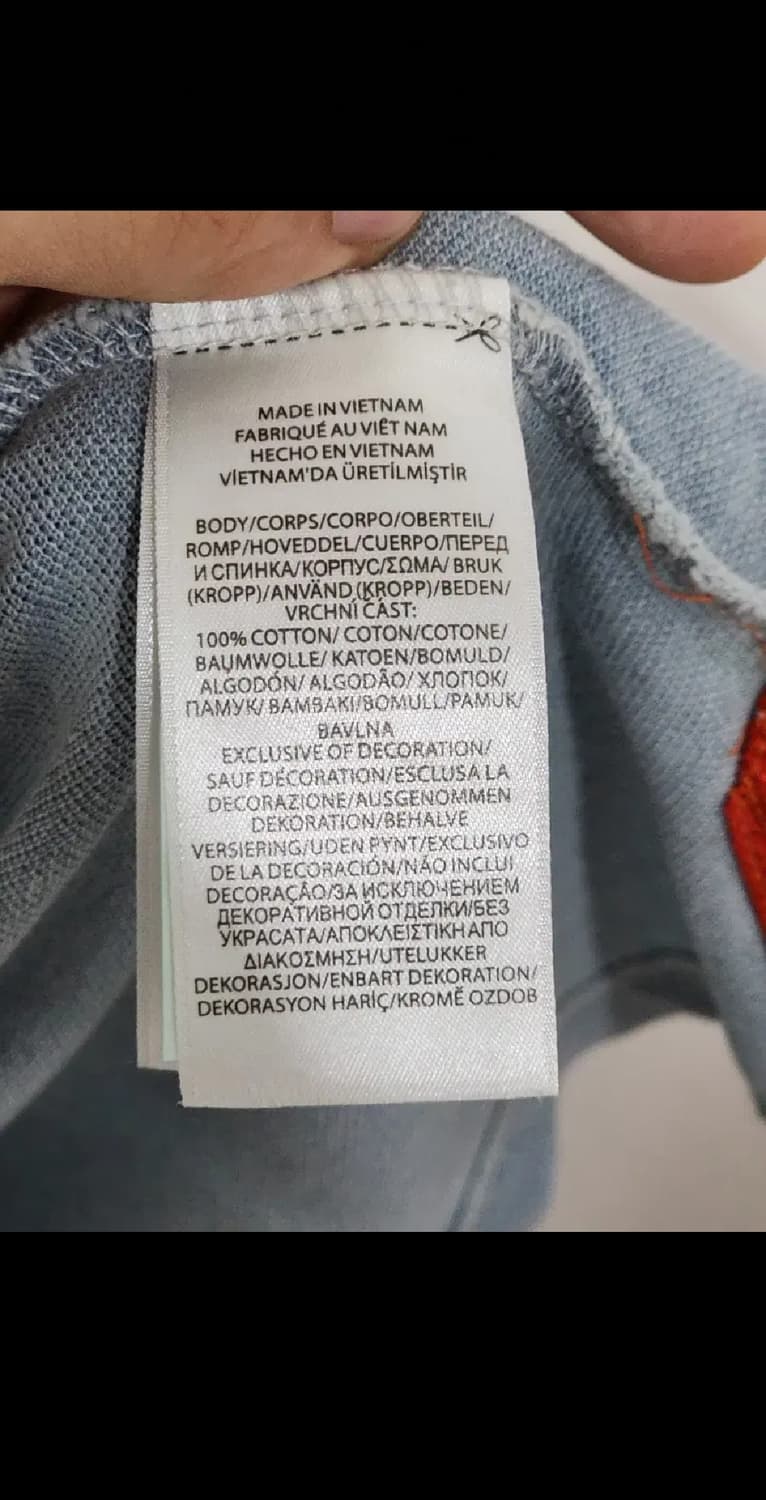 MADE IN VIETNAM
FABRIQUÉ AU VIÊT NAM
HECHO EN VIETNAM
VİETNAM'DA ÜRETİLMİŞTİR
BODY/CORPS/CORPO/OBERTEIL/
ROMP/HOVEDDEL/CUERPO/ПЕРЕД
И СПИНКА/КОРПУС/ΣΩΜΑ/ BRUK
(KROPP)/ANVÄND (KROPP)/BEDEN/
VRCHNÍ ČÁST:
100% COTTON/ COTON/COTONE/
BAUMWOLLE/ KATOEN/BOMULD/
ALGODÓN/ ALGODÃO/ ХЛОПОК/
ПАМУК/ BAMBAKI/BOMULL/PAMUK/
BAVLNA
EXCLUSIVE OF DECORATION/
SAUF DÉCORATION/ESCLUSA LA
DECORAZIONE/AUSGENOMMEN
DEKORATION/BEHALVE
VERSIERING/UDEN PYNT/EXCLUSIVO
DE LA DECORACIÓN/NÃO INCLUI
DECORAÇÃO/ЗА ИСКЛЮЧЕНИЕМ
ДЕКОРАТИВНОЙ ОТДЕЛКИ/БЕЗ
УКРАСАТА/ΑΠΟΚΛΕΙΣΤΙΚΗ ΑΠΟ
ΔΙΑΚΟΣΜΗΣΗ/UTELUKKER
DEKORASJON/ENBART DEKORATION/
DEKORASYON HARİÇ/KROMĚ OZDOB